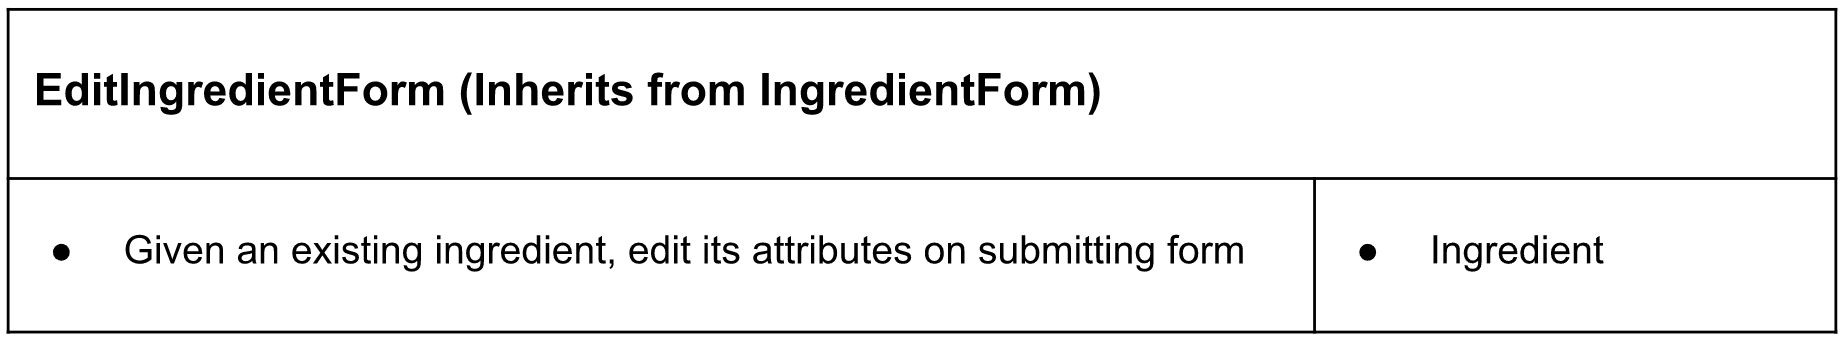 EditIngredientForm (Inherits from IngredientForm)
● Given an existing ingredient, edit its attributes on submitting form
● Ingredient